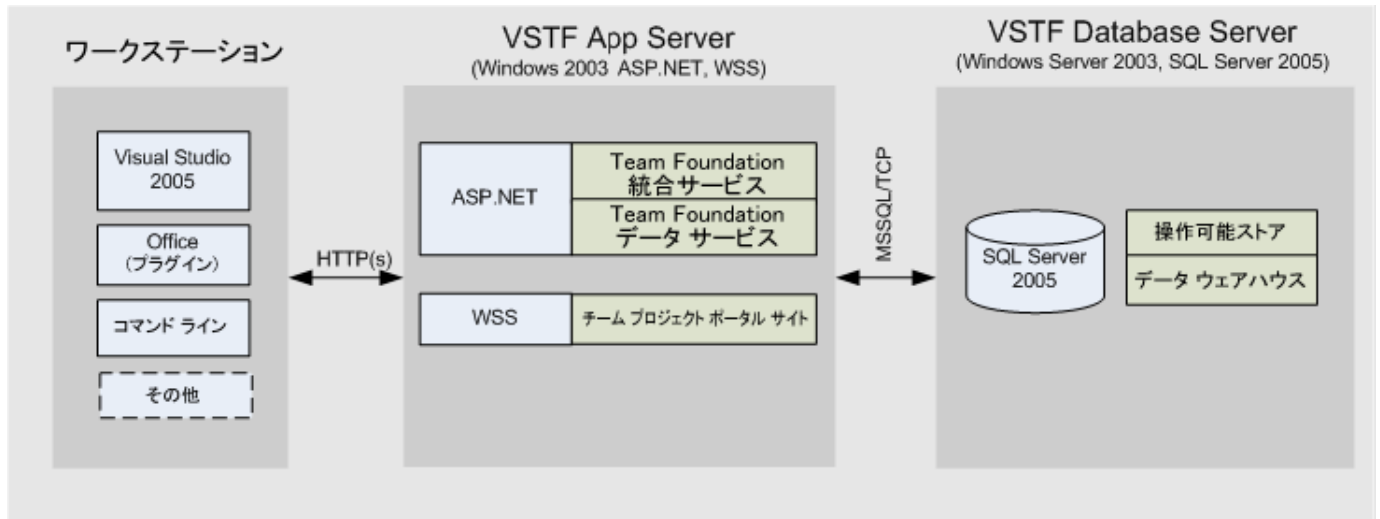 ワークステーション
Visual Studio
2005
Office
(プラグイン)
コマンド ライン
その他
HTTP(s)
VSTF App Server
(Windows 2003 ASP.NET, WSS)
ASP.NET
Team Foundation
統合サービス
Team Foundation
データ サービス
WSS
チーム プロジェクト ポータル サイト
MSSQL/TCP
VSTF Database Server
(Windows Server 2003, SQL Server 2005)
SQL Server
2005
操作可能ストア
データ ウェアハウス